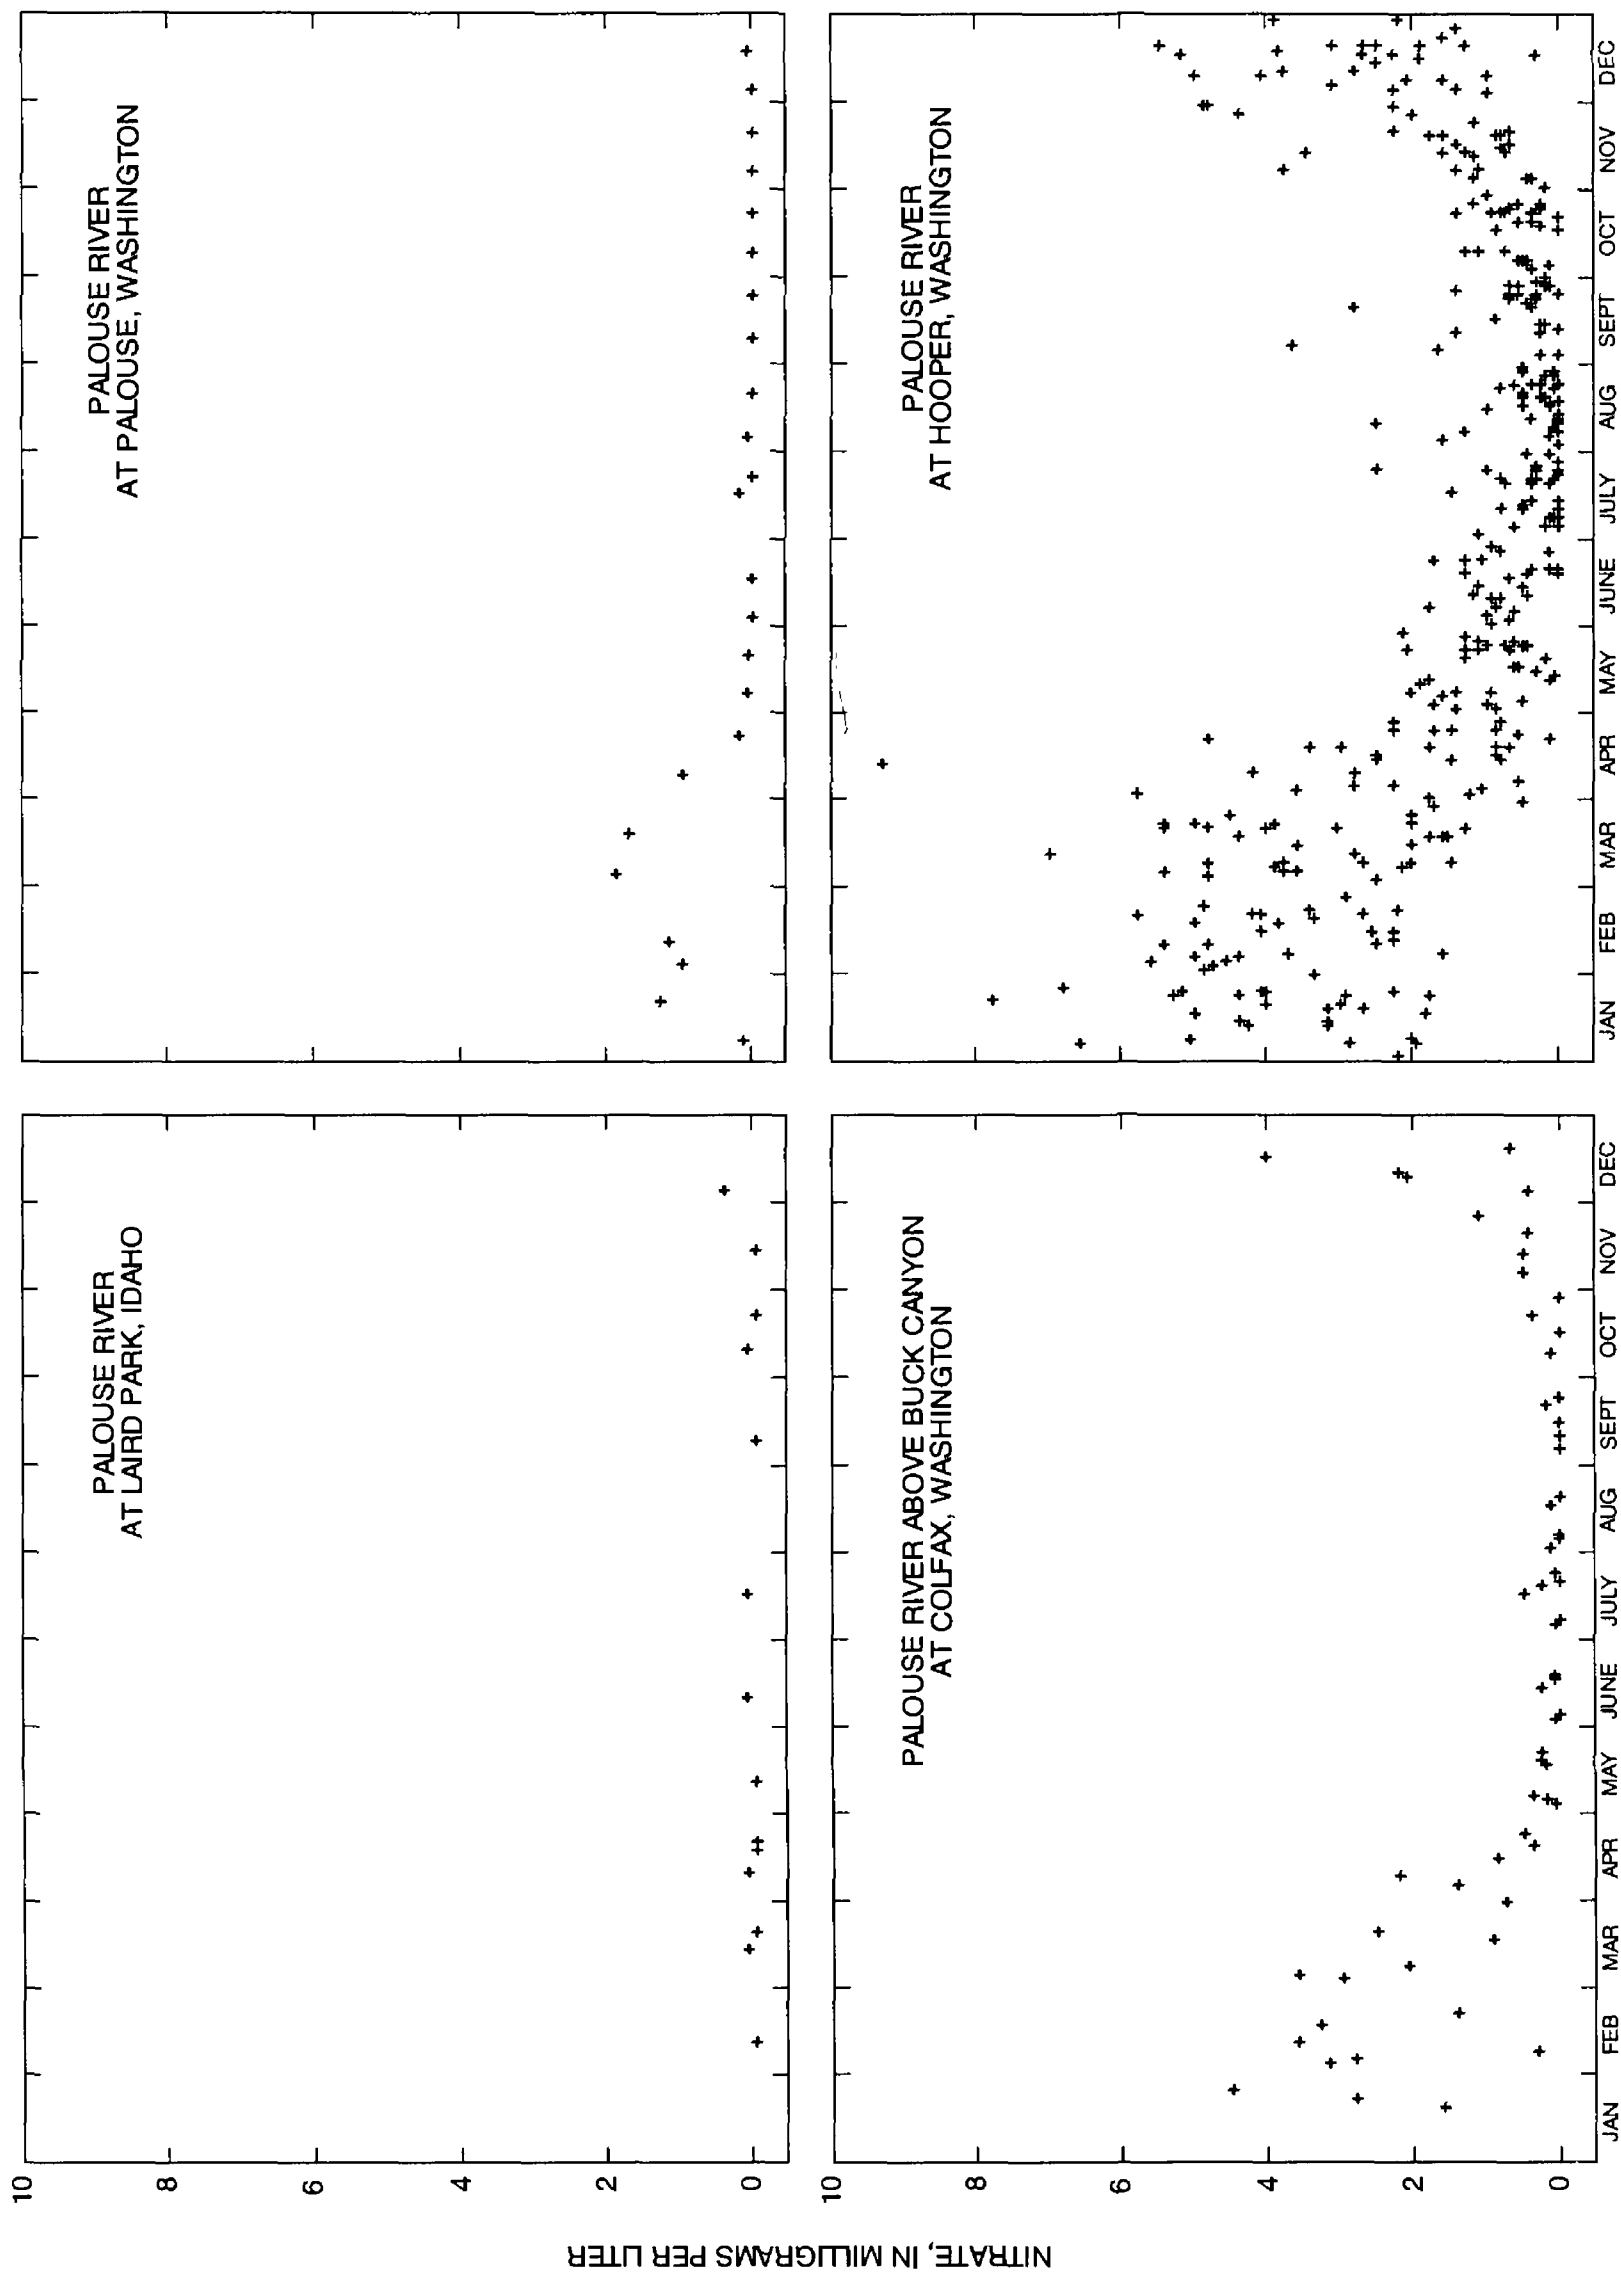 NITRATE, IN MILLIGRAMS PER LITER
PALOUSE RIVER
AT LAIRD PARK, IDAHO
10
8
6
4
2
0
PALOUSE RIVER
AT PALOUSE, WASHINGTON
PALOUSE RIVER ABOVE BUCK CANYON
AT COLFAX, WASHINGTON
10
8
6
4
2
0
JAN FEB MAR APR MAY JUNE JULY AUG SEPT OCT NOV DEC
PALOUSE RIVER
AT HOOPER, WASHINGTON
JAN FEB MAR APR MAY JUNE JULY AUG SEPT OCT NOV DEC